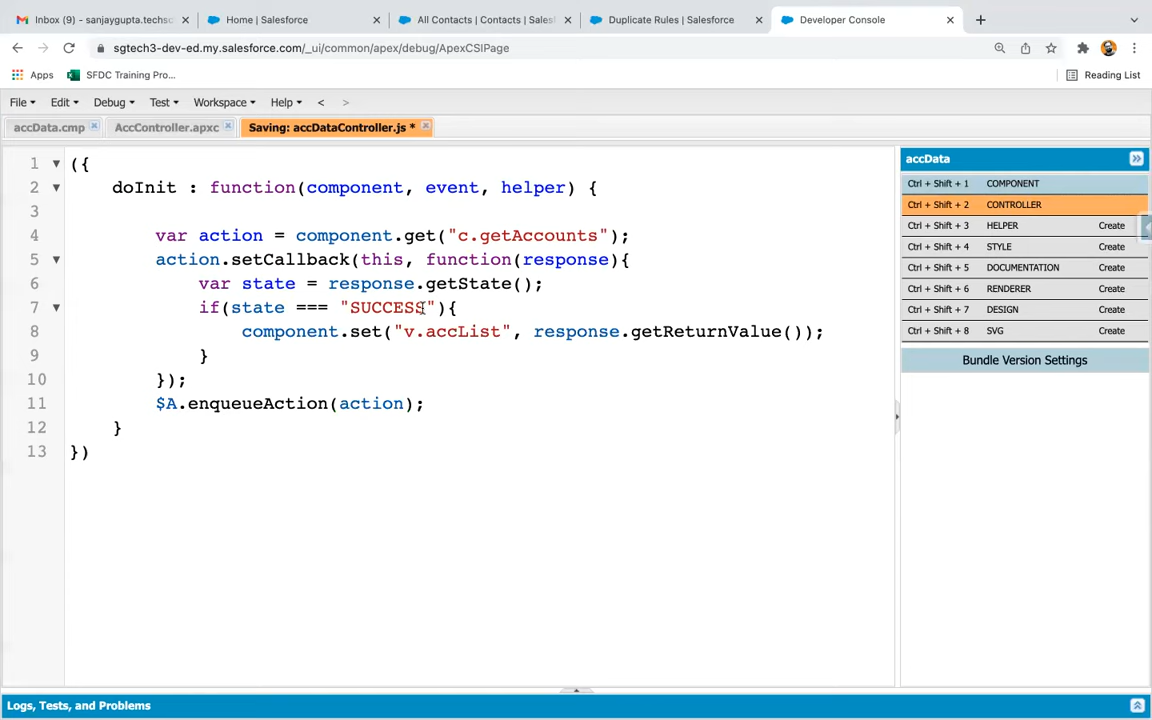 Inbox (9) - sanjaygupta.techsc
Home | Salesforce
All Contacts | Contacts | Sales
Duplicate Rules | Salesforce
Developer Console
sgtech3-dev-ed.my.salesforce.com/_ui/common/apex/debug/ApexCSIPage
Apps
SFDC Training Pro...
Reading List
File Edit Debug Test Workspace Help < >
accData.cmp
AccController.apxc
Saving: accDataController.js *
1 ({
2 doInit : function(component, event, helper) {
3
4 var action = component.get("c.getAccounts");
5 action.setCallback(this, function(response){
6 var state = response.getState();
7 if(state === "SUCCESS"){
8 component.set("v.accList", response.getReturnValue());
9 }
10 });
11 $A.enqueueAction(action);
12 }
13 })
accData
Ctrl + Shift + 1 COMPONENT
Ctrl + Shift + 2 CONTROLLER
Ctrl + Shift + 3 HELPER Create
Ctrl + Shift + 4 STYLE Create
Ctrl + Shift + 5 DOCUMENTATION Create
Ctrl + Shift + 6 RENDERER Create
Ctrl + Shift + 7 DESIGN Create
Ctrl + Shift + 8 SVG Create
Bundle Version Settings
Logs, Tests, and Problems